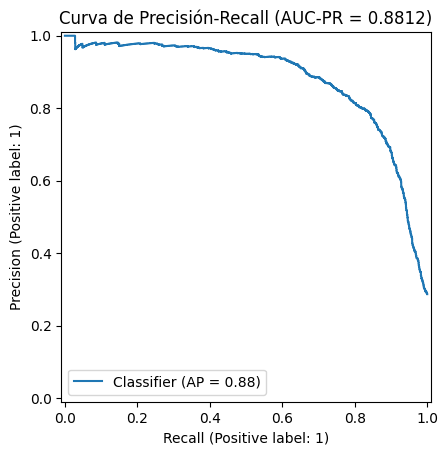 Curva de Precisión-Recall (AUC-PR = 0.8812)
Precision (Positive label: 1)
1.0
0.8
0.6
0.4
0.2
0.0
Classifier (AP = 0.88)
0.0 0.2 0.4 0.6 0.8 1.0
Recall (Positive label: 1)